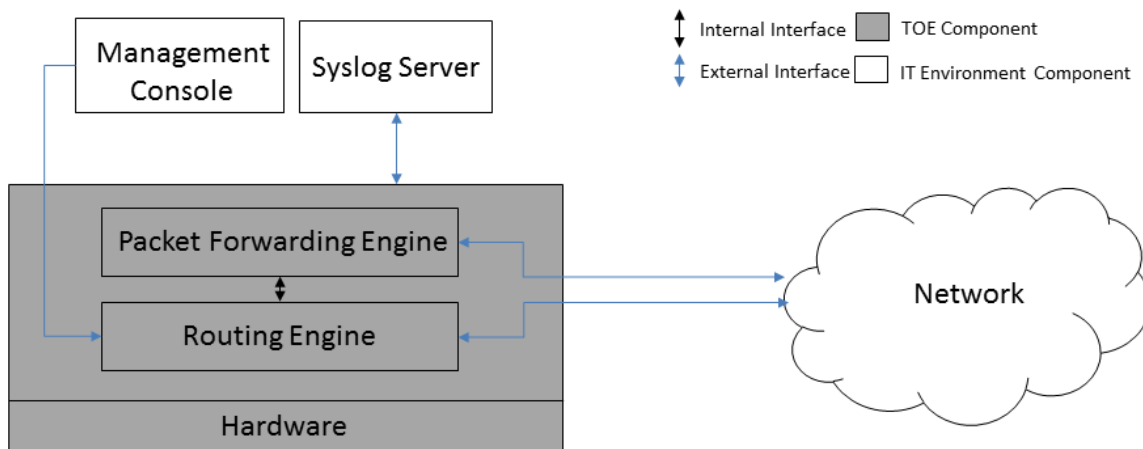 Management
Console
Syslog Server
Internal Interface
TOE Component
External Interface
IT Environment Component
Packet Forwarding Engine
Routing Engine
Network
Hardware